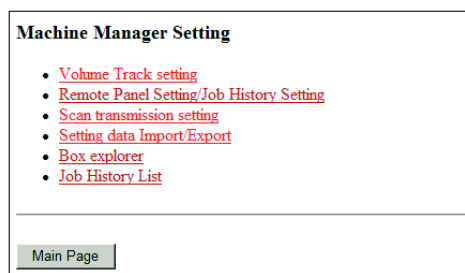 Machine Manager Setting
Volume Track setting
Remote Panel Setting/Job History Setting
Scan transmission setting
Setting data Import/Export
Box explorer
Job History List
Main Page